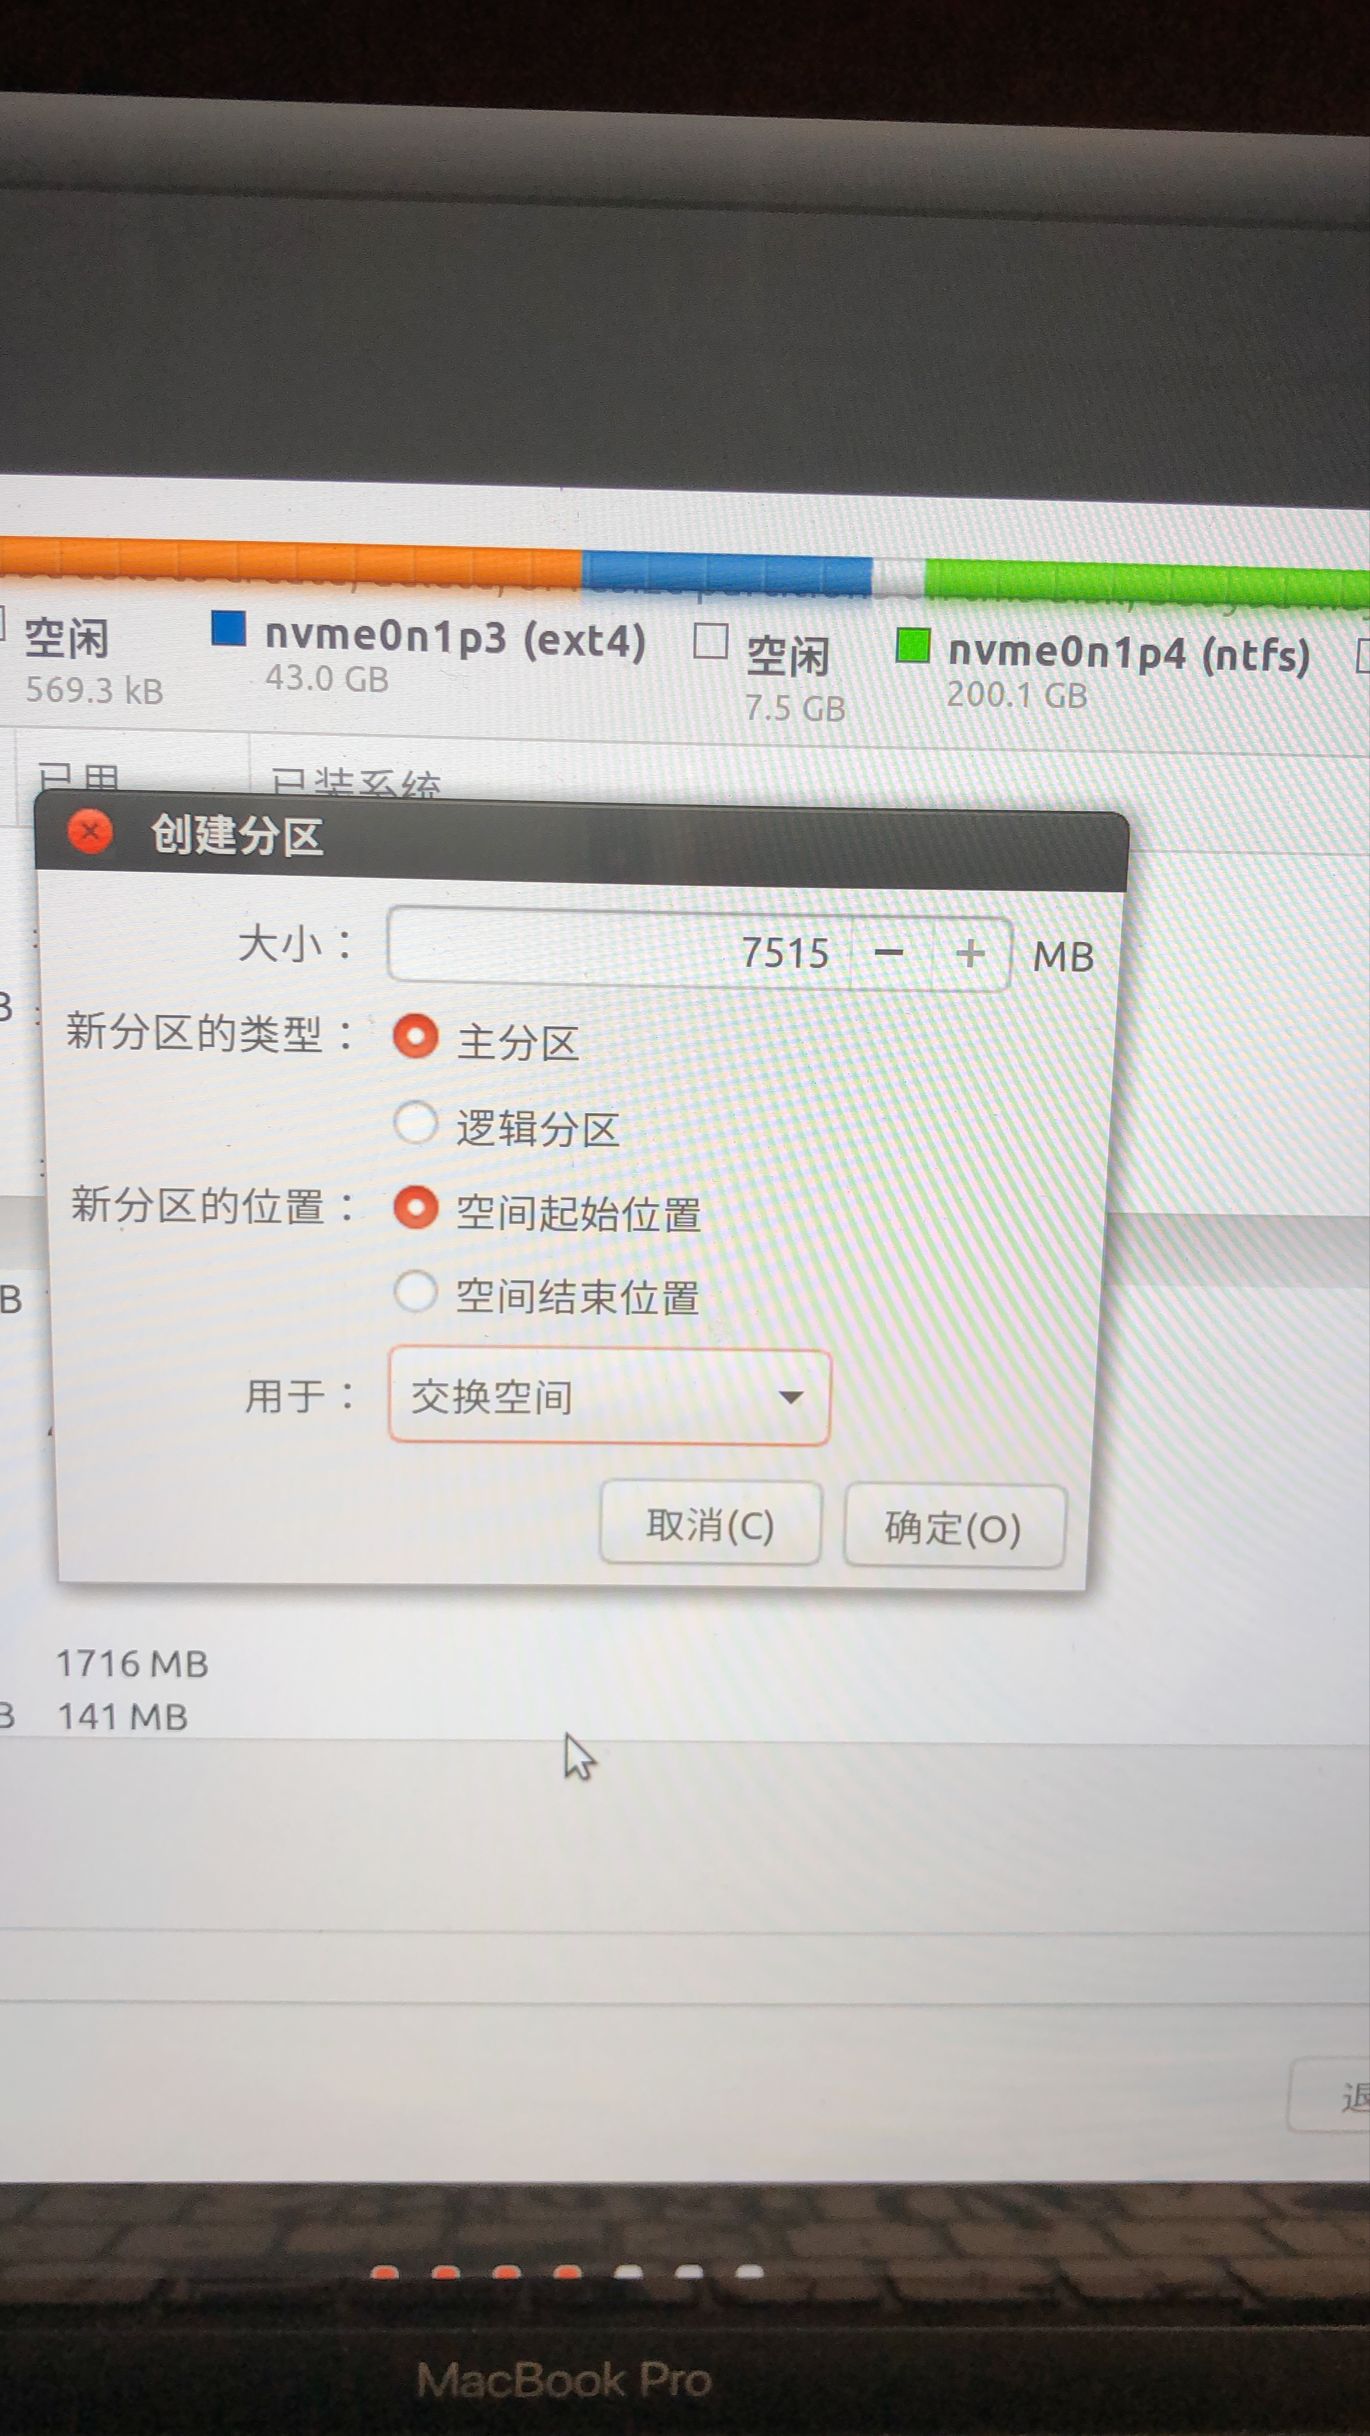 空闲
569.3 kB
nvme0n1p3 (ext4)
43.0 GB
空闲
7.5 GB
nvme0n1p4 (ntfs)
200.1 GB
已用
已装系统
创建分区
大小：
7515 － + MB
新分区的类型：
主分区
逻辑分区
新分区的位置：
空间起始位置
空间结束位置
用于：
交换空间
取消(C)
确定(O)
B
B
1716 MB
B 141 MB
MacBook Pro